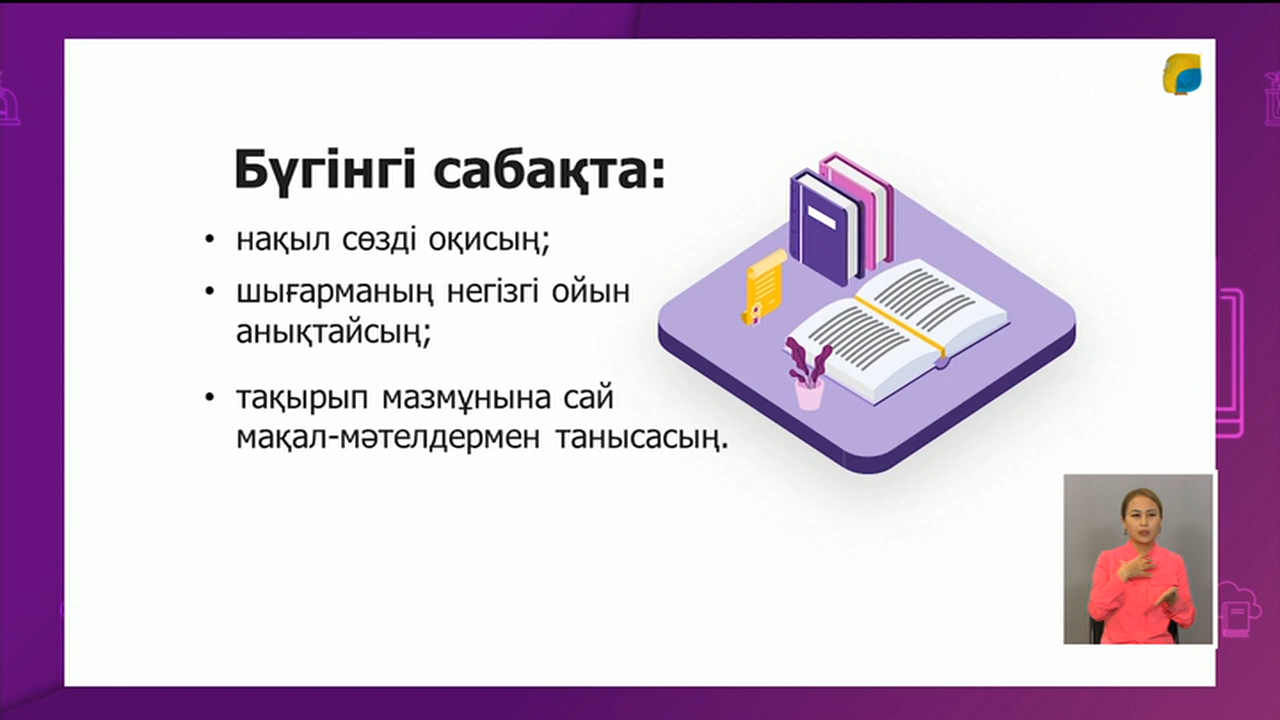 Бүгінгі сабақта:
• нақыл сөзді оқисың;
• шығарманың негізгі ойын
анықтайсың;
• тақырып мазмұнына сай
мақал-мәтелдермен танысасың.